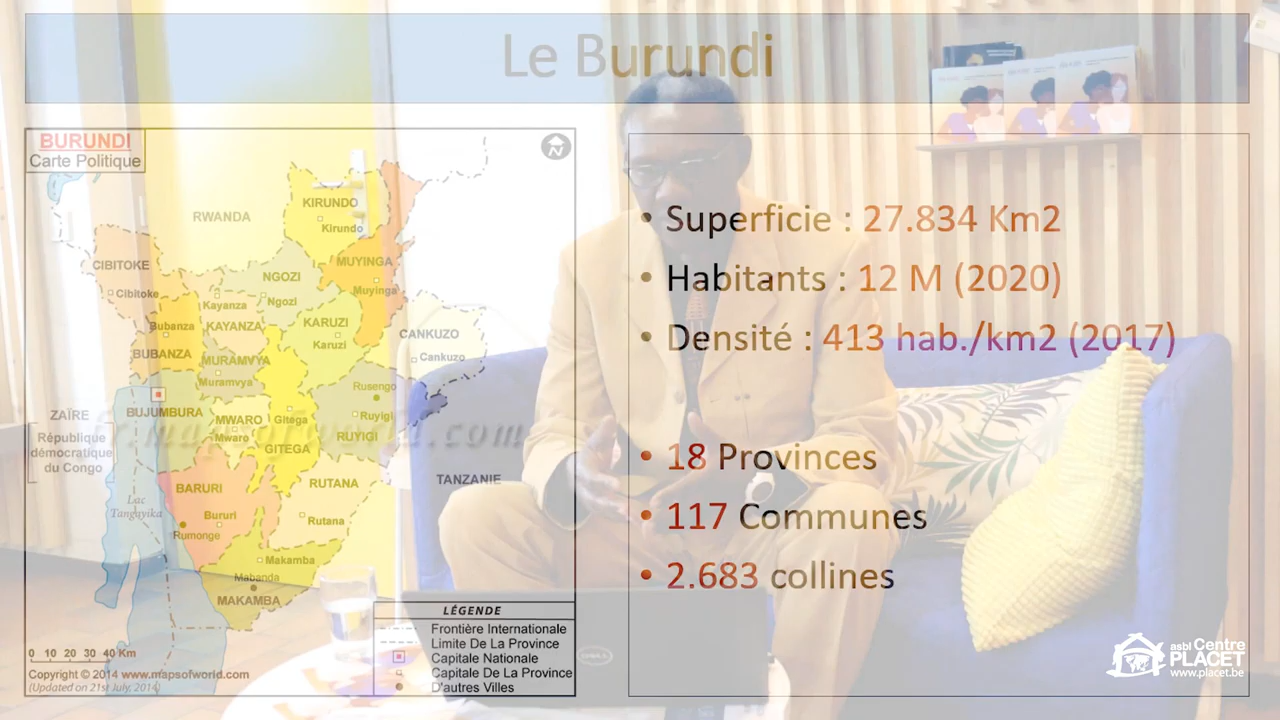 Le Burundi
BURUNDI
Carte Politique
N
RWANDA
KIRUNDO
Kirundo
CIBITOKE
Cibitoke
NGOZI
Ngozi
MUYINGA
Muyinga
Kayanza
KAYANZA
Bubanza
BUBANZA
KARUZI
Karuzi
CANKUZO
Cankuzo
MURAMVYA
Muramvya
Rusengo
BUJUMBURA
ZAÏRE
République
démocratique
du Congo
MWARO
Mwaro
Gitega
GITEGA
Ruyigi
RUYIGI
.mapsofworld.com
TANZANIE
BARURI
Bururi
Rumonge
Lac
Tanguyika
RUTANA
Rutana
Makamba
Mabanda
MAKAMBA
LÉGENDE
Frontière Internationale
Limite De La Province
Capitale Nationale
Capitale De La Province
D'autres Villes
0 10 20 30 40 Km
Copyright © 2014 www.mapsofworld.com
(Updated on 21st July, 2014)
• Superficie : 27.834 Km2
• Habitants : 12 M (2020)
• Densité : 413 hab./km2 (2017)
• 18 Provinces
• 117 Communes
• 2.683 collines
DELL
asbl Centre
PLACET
www.placet.be